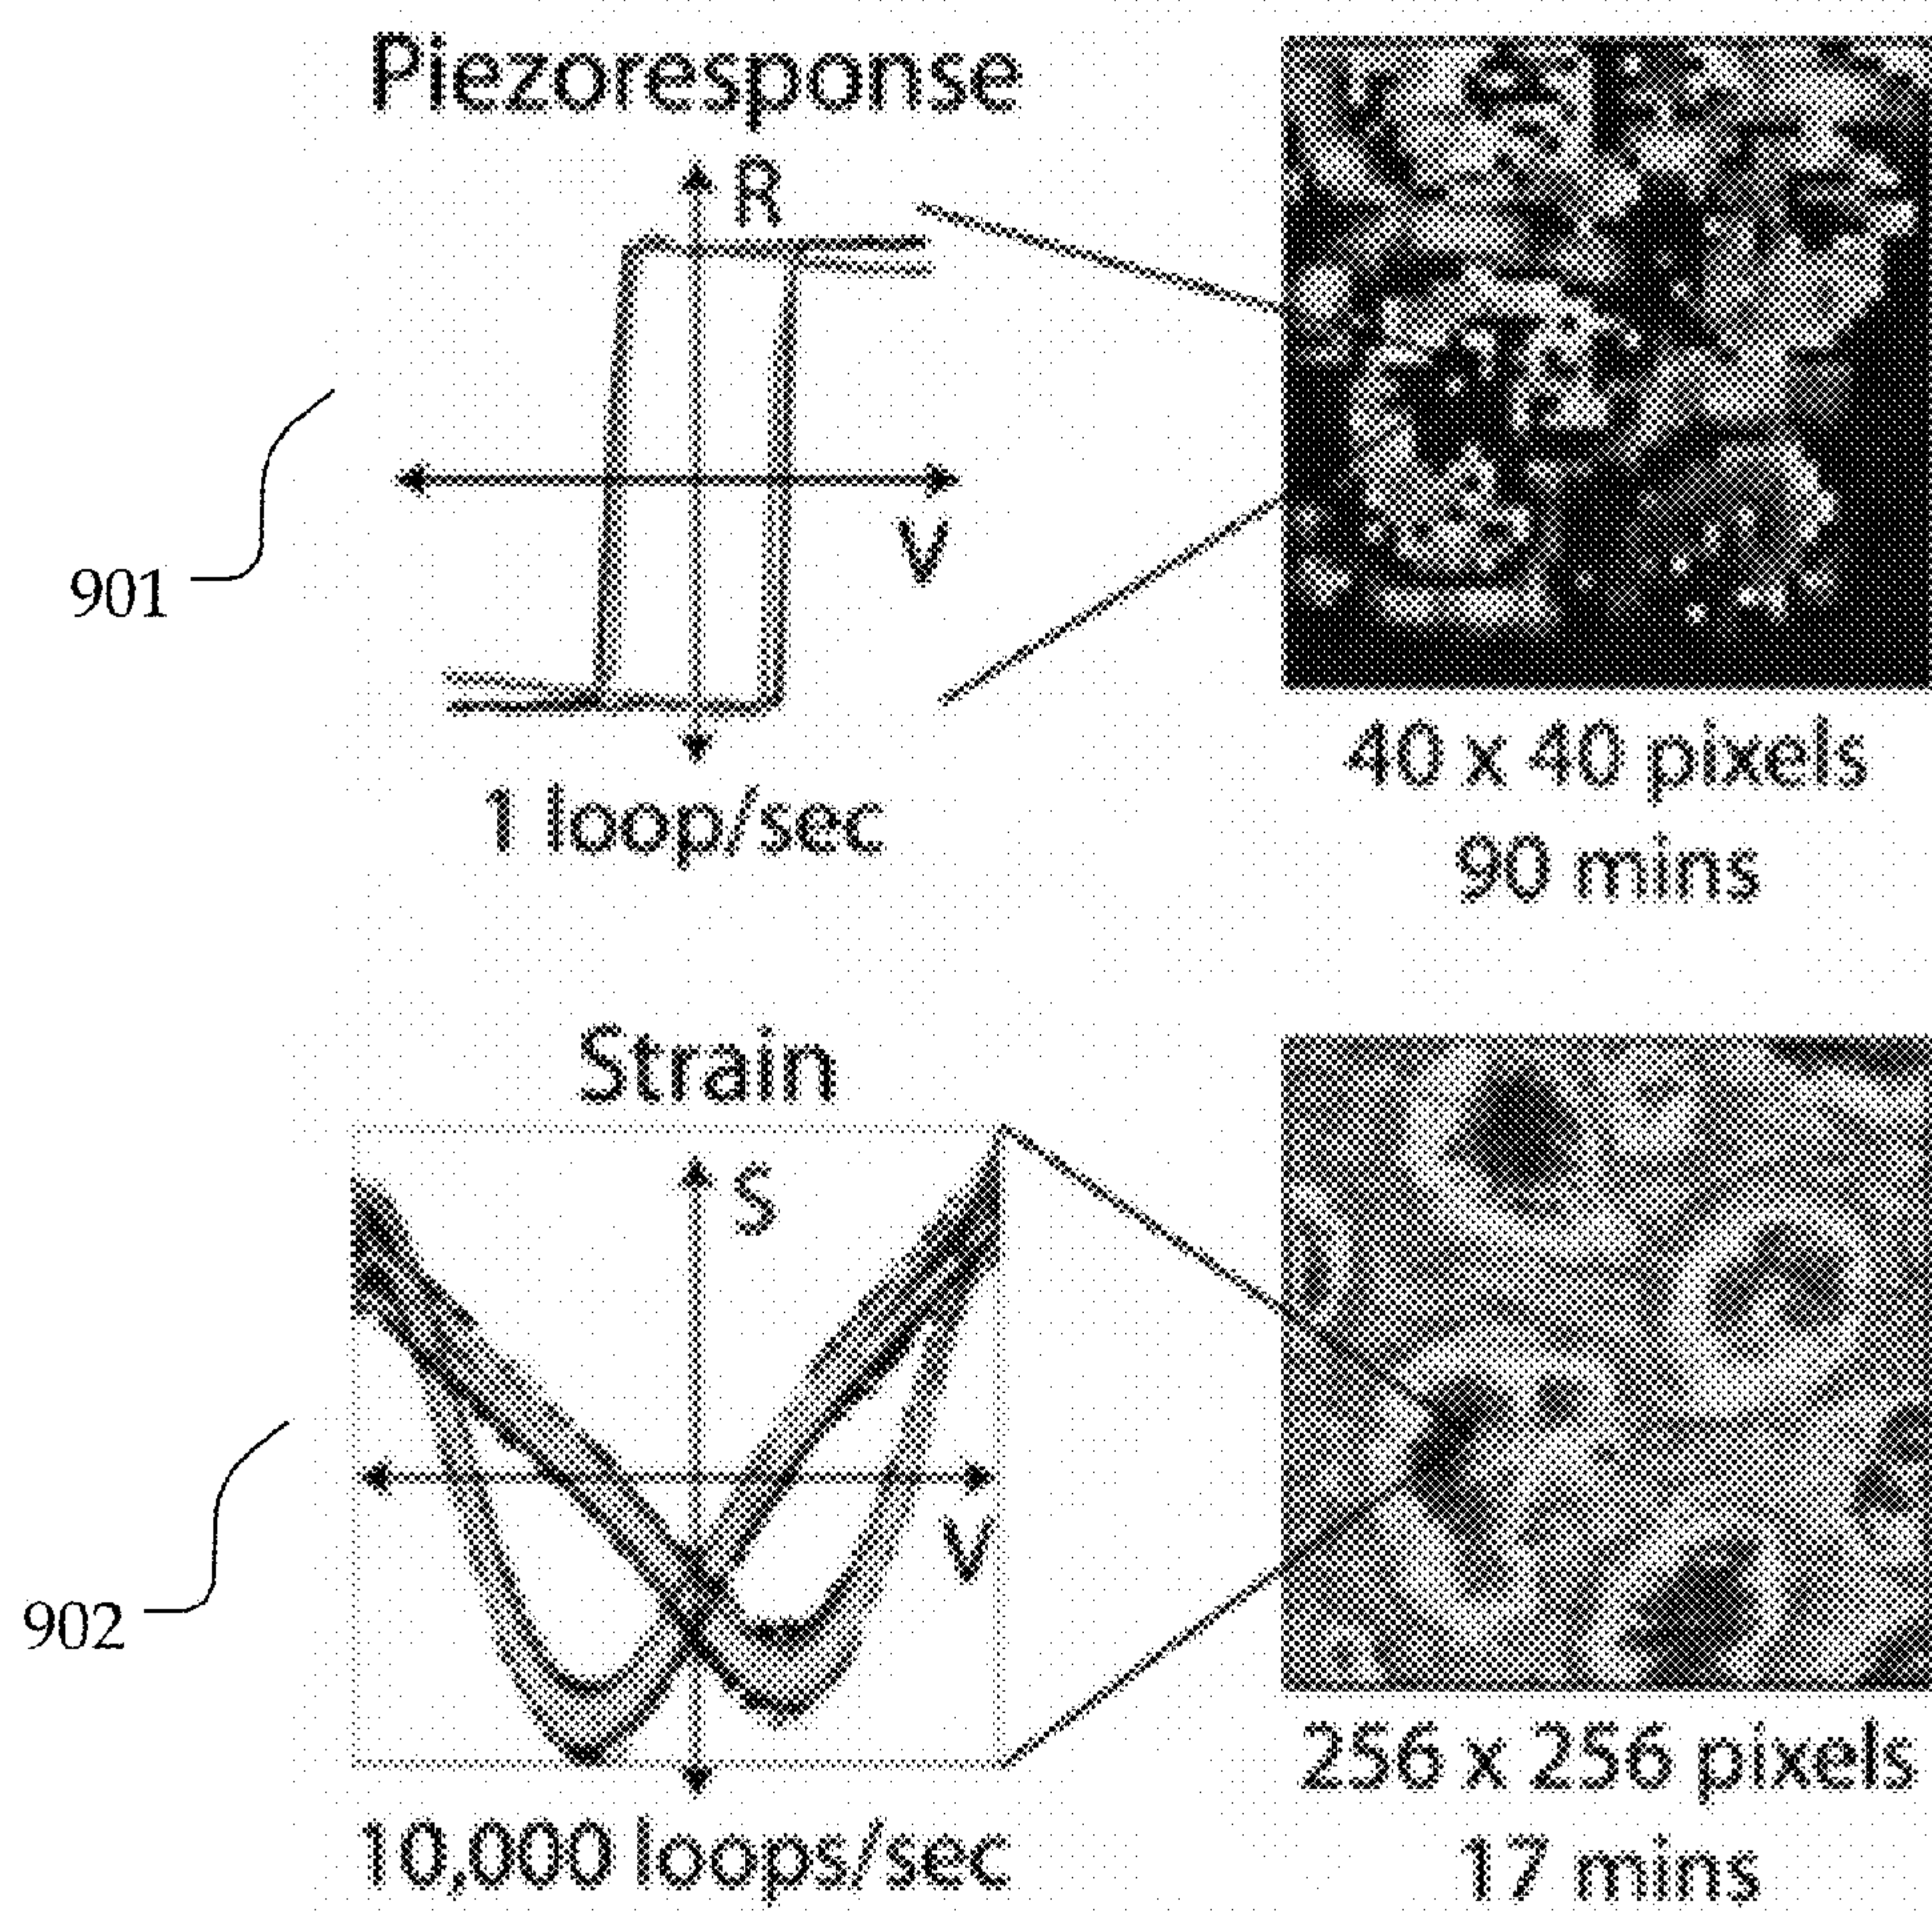 Piezoresponse
R
V
901
1 loop/sec
40 x 40 pixels
90 mins
Strain
S
V
902
10,000 loops/sec
256 x 256 pixels
17 mins